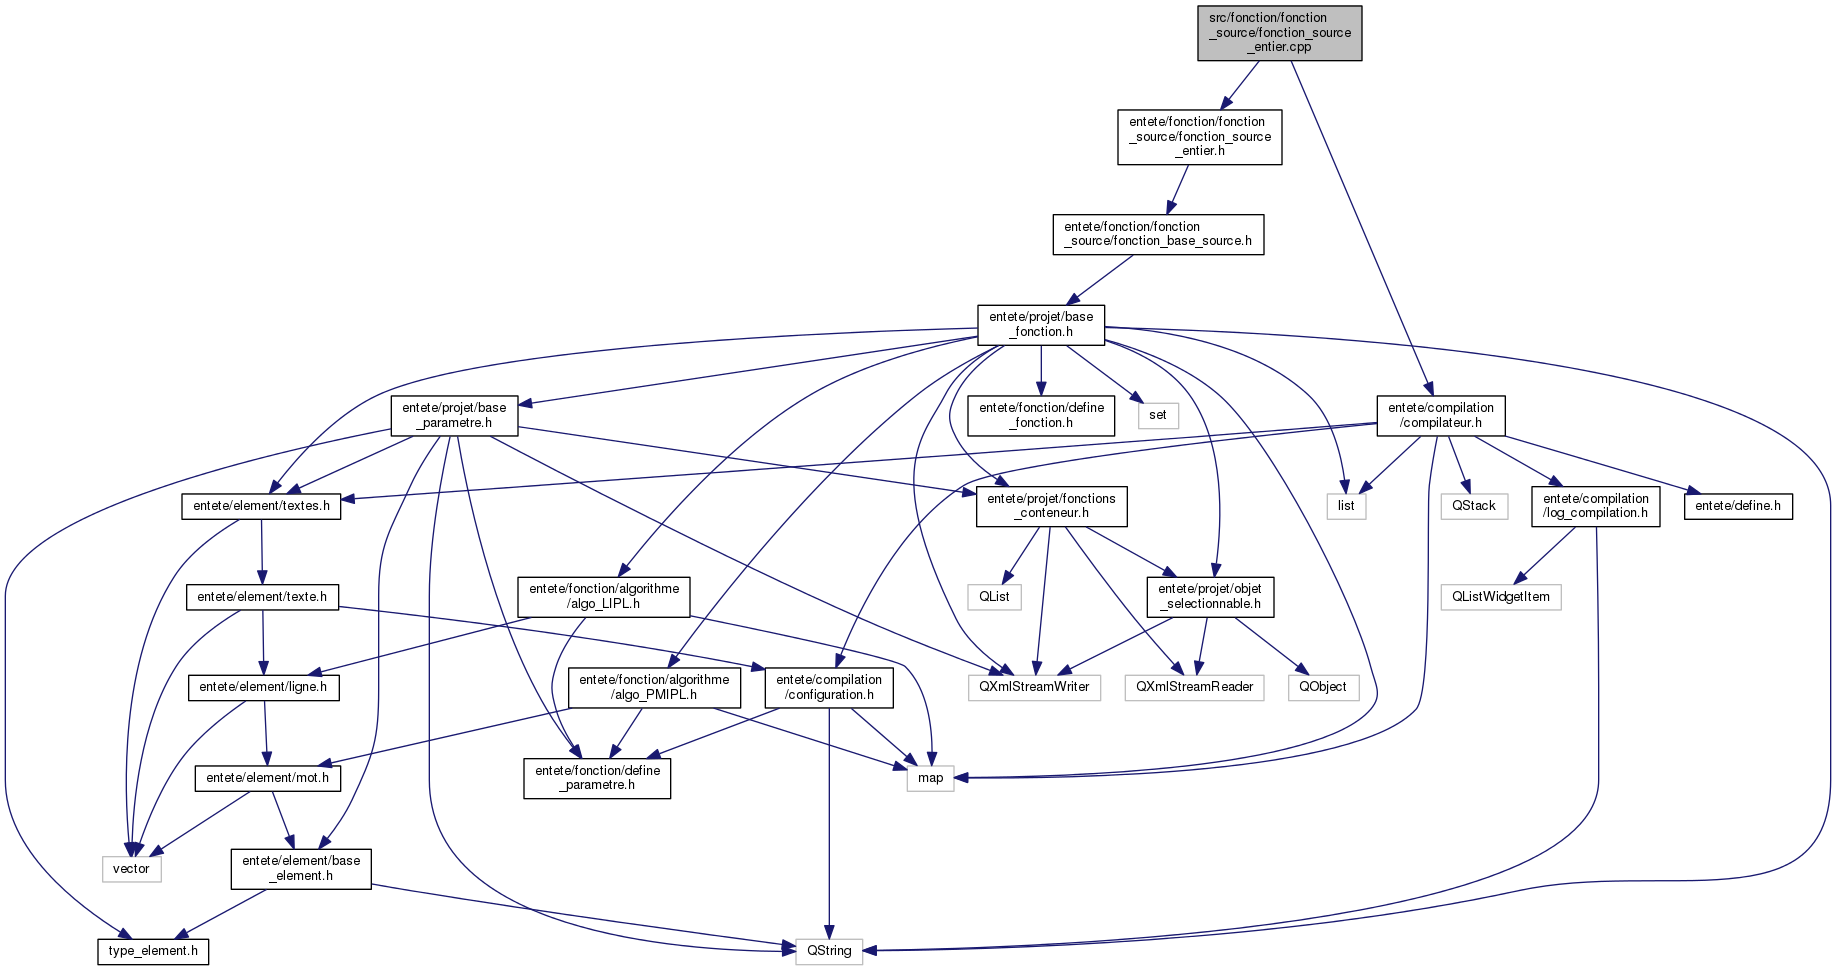 src/fonction/fonction
_source/fonction_source
_entier.cpp
entete/fonction/fonction
_source/fonction_source
_entier.h
entete/fonction/fonction
_source/fonction_base_source.h
entete/projet/base
_fonction.h
entete/projet/base
_parametre.h
entete/fonction/define
_fonction.h
set
entete/compilation
/compilateur.h
entete/element/textes.h
entete/projet/fonctions
_conteneur.h
list
QStack
entete/compilation
/log_compilation.h
entete/define.h
entete/element/texte.h
entete/fonction/algorithme
/algo_LIPL.h
QList
entete/projet/objet
_selectionnable.h
QListWidgetItem
entete/element/ligne.h
entete/fonction/algorithme
/algo_PMIPL.h
entete/compilation
/configuration.h
QXmlStreamWriter
QXmlStreamReader
QObject
entete/element/mot.h
entete/fonction/define
_parametre.h
map
vector
entete/element/base
_element.h
type_element.h
QString